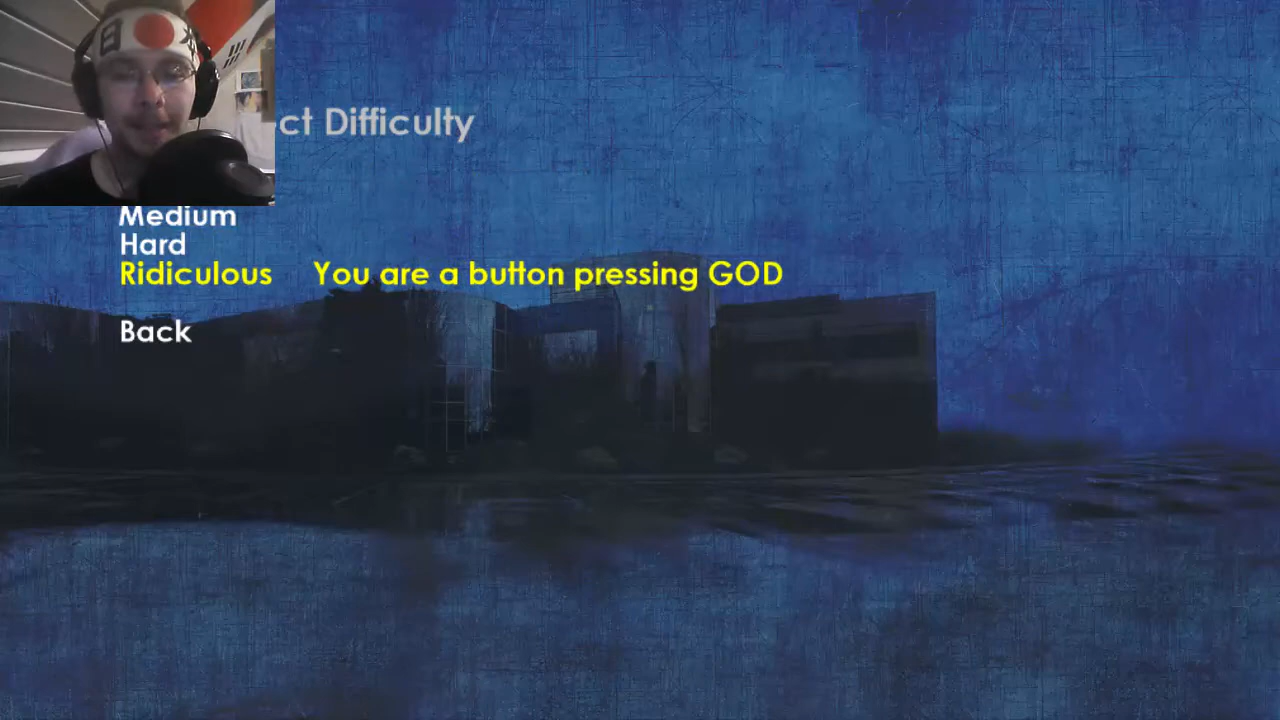 ct Difficulty
Medium
Hard
Ridiculous You are a button pressing GOD
Back